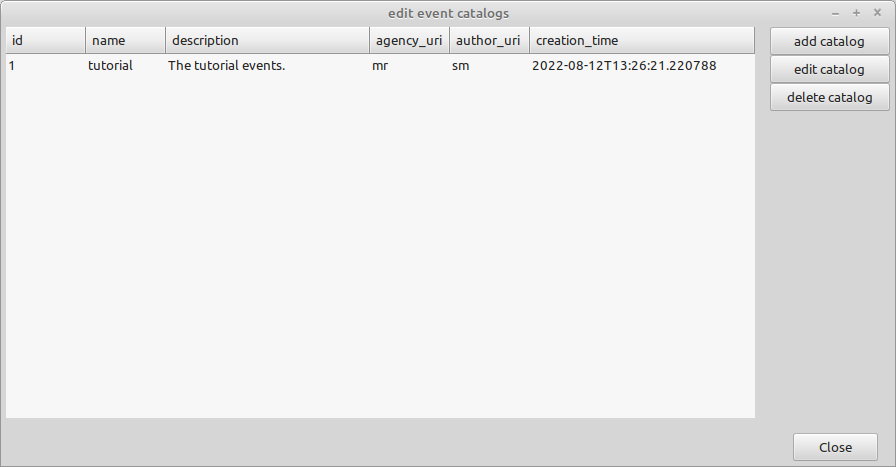 edit event catalogs
id name description agency_uri author_uri creation_time
1 tutorial The tutorial events. mr sm 2022-08-12T13:26:21.220788
add catalog
edit catalog
delete catalog
Close